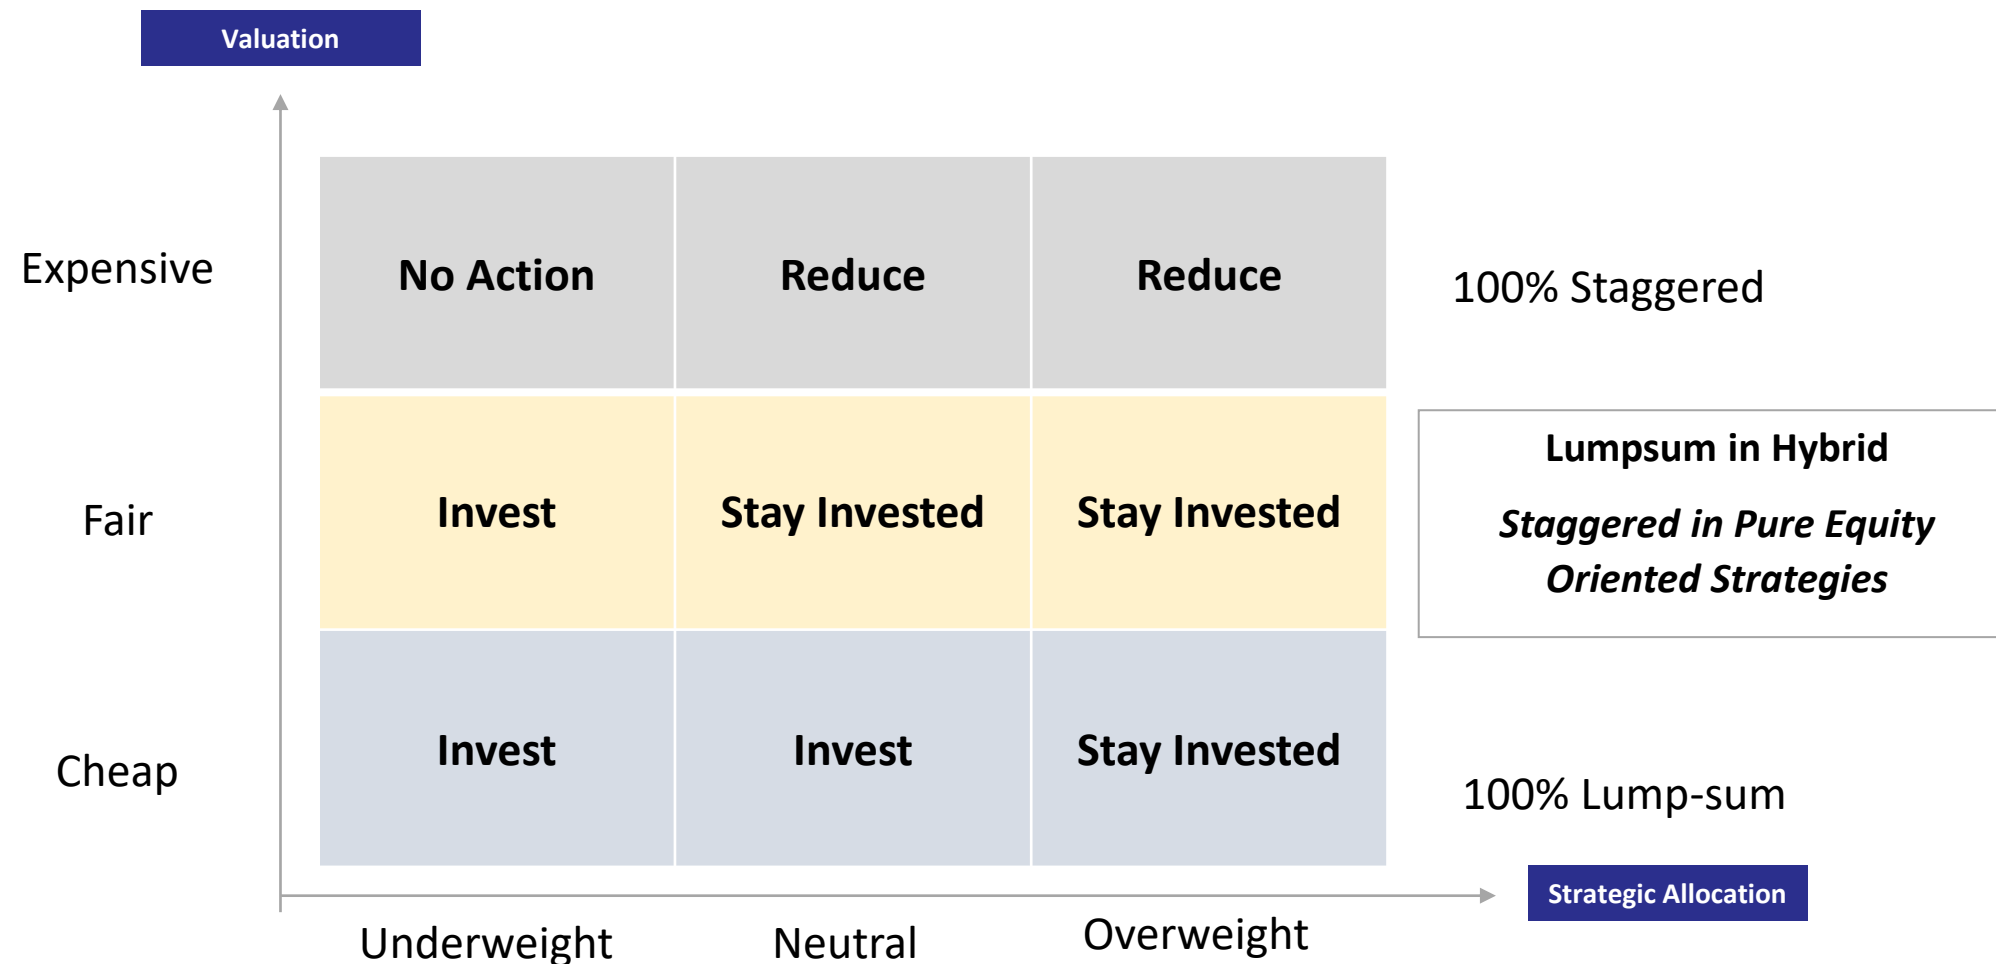 Valuation
Expensive
No Action
Reduce
Reduce
100% Staggered
Fair
Invest
Stay Invested
Stay Invested
Lumpsum in Hybrid
Staggered in Pure Equity
Oriented Strategies
Cheap
Invest
Invest
Stay Invested
100% Lump-sum
Strategic Allocation
Underweight
Neutral
Overweight